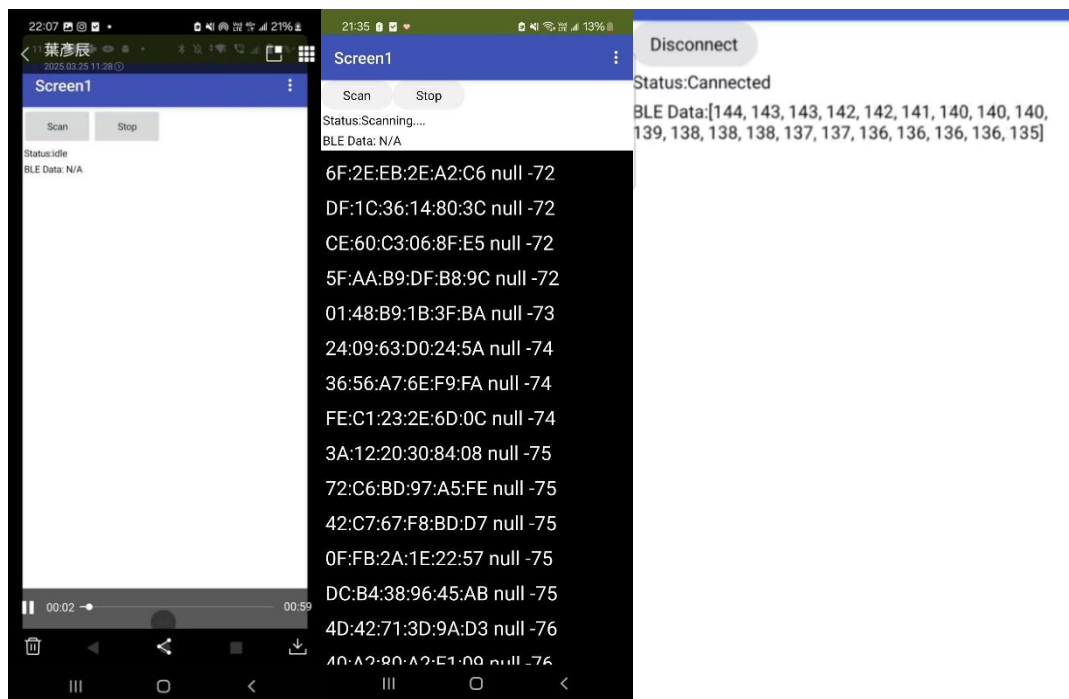 22:07
21%
葉彥辰
2025.03.25 11:28
Screen1
Scan Stop
Status:idle
BLE Data: N/A
00:02
00:59
21:35
13%
Screen1
Scan Stop
Status:Scanning....
BLE Data: N/A
6F:2E:EB:2E:A2:C6 null -72
DF:1C:36:14:80:3C null -72
CE:60:C3:06:8F:E5 null -72
5F:AA:B9:DF:B8:9C null -72
01:48:B9:1B:3F:BA null -73
24:09:63:D0:24:5A null -74
36:56:A7:6E:F9:FA null -74
FE:C1:23:2E:6D:0C null -74
3A:12:20:30:84:08 null -75
72:C6:BD:97:A5:FE null -75
42:C7:67:F8:BD:D7 null -75
0F:FB:2A:1E:22:57 null -75
DC:B4:38:96:45:AB null -75
4D:42:71:3D:9A:D3 null -76
40:A2:80:A2:F1:09 null -76
Disconnect
Status:Cannected
BLE Data:[144, 143, 143, 142, 142, 141, 140, 140, 140,
139, 138, 138, 138, 137, 137, 136, 136, 136, 136, 135]